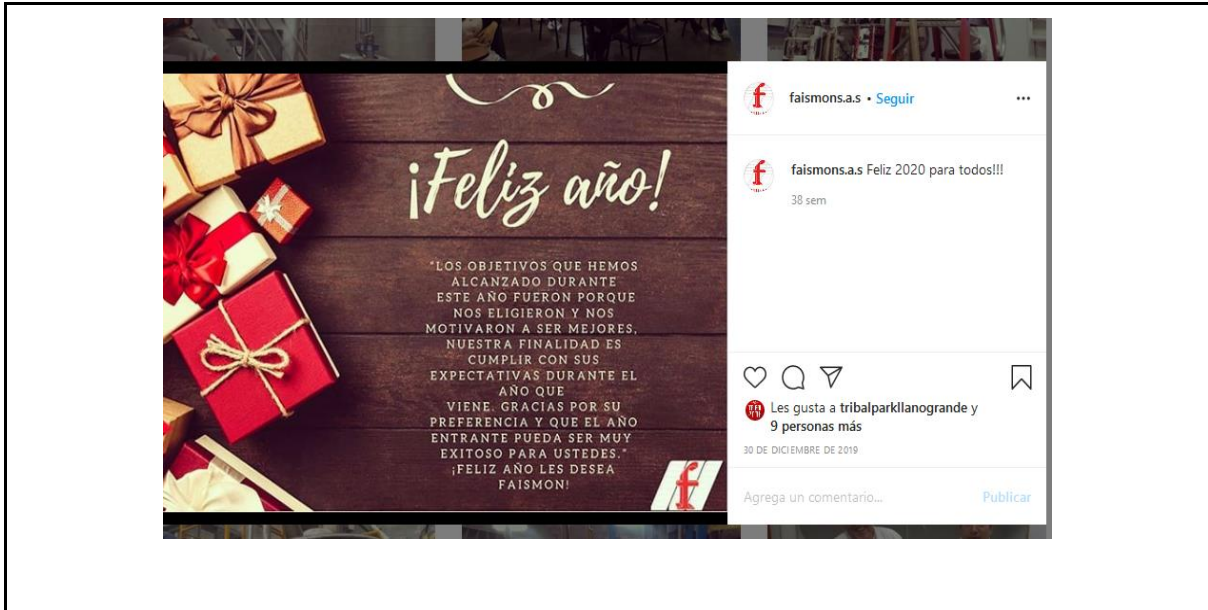 ¡Feliz año!
"LOS OBJETIVOS QUE HEMOS
ALCANZADO DURANTE
ESTE AÑO FUERON PORQUE
NOS ELIGIERON Y NOS
MOTIVARON A SER MEJORES,
NUESTRA FINALIDAD ES
CUMPLIR CON SUS
EXPECTATIVAS DURANTE EL
AÑO QUE
VIENE. GRACIAS POR SU
PREFERENCIA Y QUE EL AÑO
ENTRANTE PUEDA SER MUY
EXITOSO PARA USTEDES."
¡FELIZ AÑO LES DESEA
FAISMON!
f
faismons.a.s • Seguir
faismons.a.s Feliz 2020 para todos!!!
38 sem
Les gusta a tribalparkllanogrande y
9 personas más
30 DE DICIEMBRE DE 2019
Agrega un comentario... Publicar